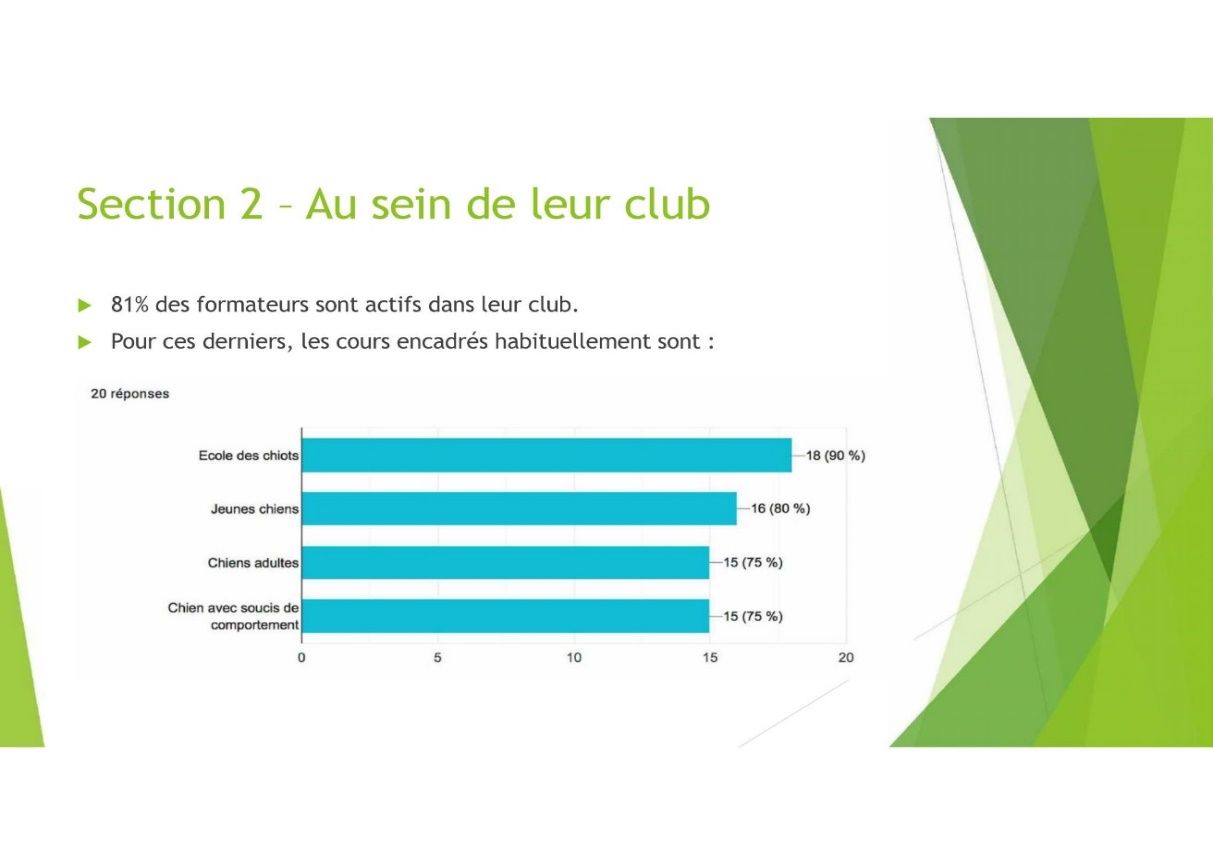 Section 2 – Au sein de leur club
81% des formateurs sont actifs dans leur club.
Pour ces derniers, les cours encadrés habituellement sont :
20 réponses
Ecole des chiots
18 (90 %)
Jeunes chiens
16 (80 %)
Chiens adultes
15 (75 %)
Chien avec soucis de
comportement
15 (75 %)
0 5 10 15 20